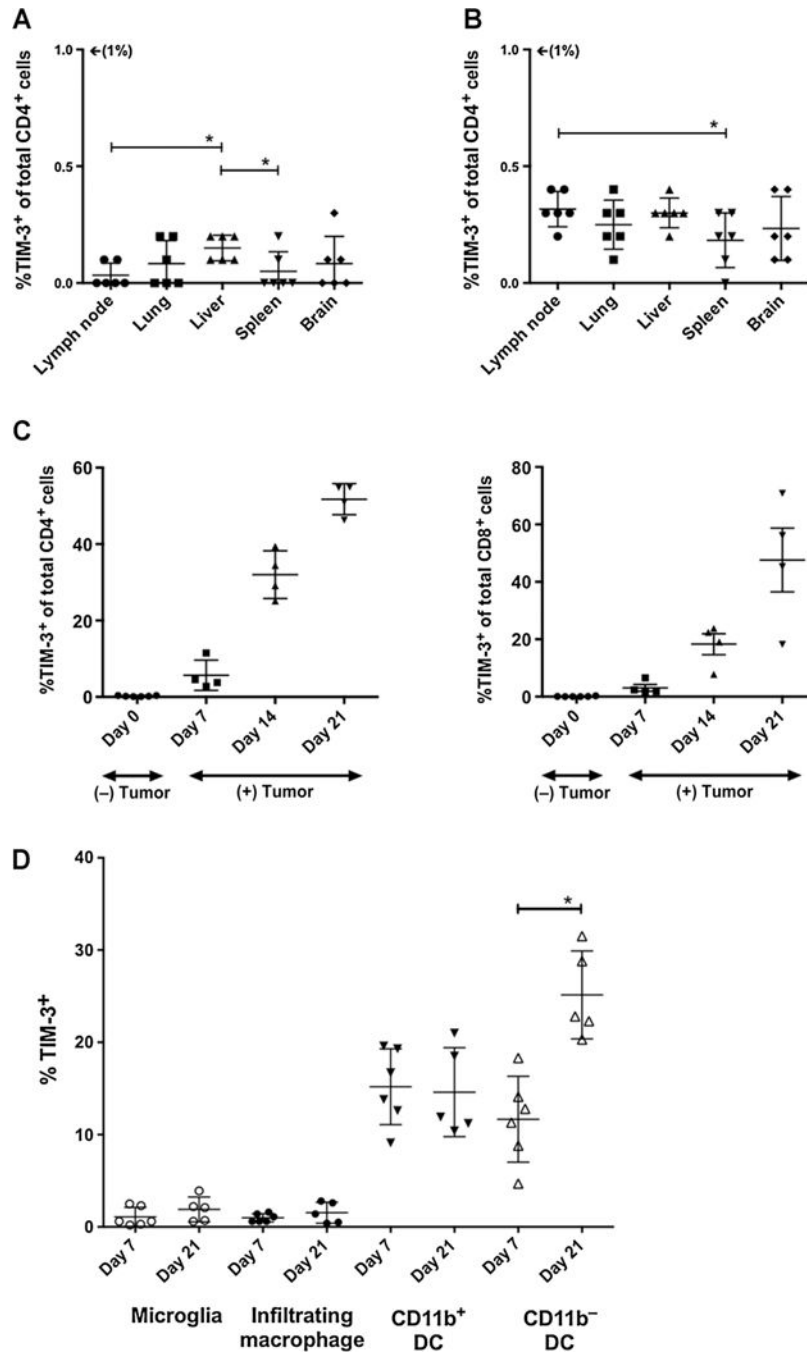 A
%TIM-3+ of total CD4+ cells
1.0
0.5
0.0
←(1%)
*
*
Lymph node
Lung
Liver
Spleen
Brain
B
%TIM-3+ of total CD4+ cells
1.0
0.5
0.0
←(1%)
*
Lymph node
Lung
Liver
Spleen
Brain
C
%TIM-3+ of total CD4+ cells
60
40
20
0
Day 0
Day 7
Day 14
Day 21
(–) Tumor
(+) Tumor
%TIM-3+ of total CD8+ cells
80
60
40
20
0
Day 0
Day 7
Day 14
Day 21
(–) Tumor
(+) Tumor
D
% TIM-3+
40
30
20
10
0
*
Day 7
Day 21
Day 7
Day 21
Day 7
Day 21
Day 7
Day 21
Microglia
Infiltrating
macrophage
CD11b+
DC
CD11b–
DC